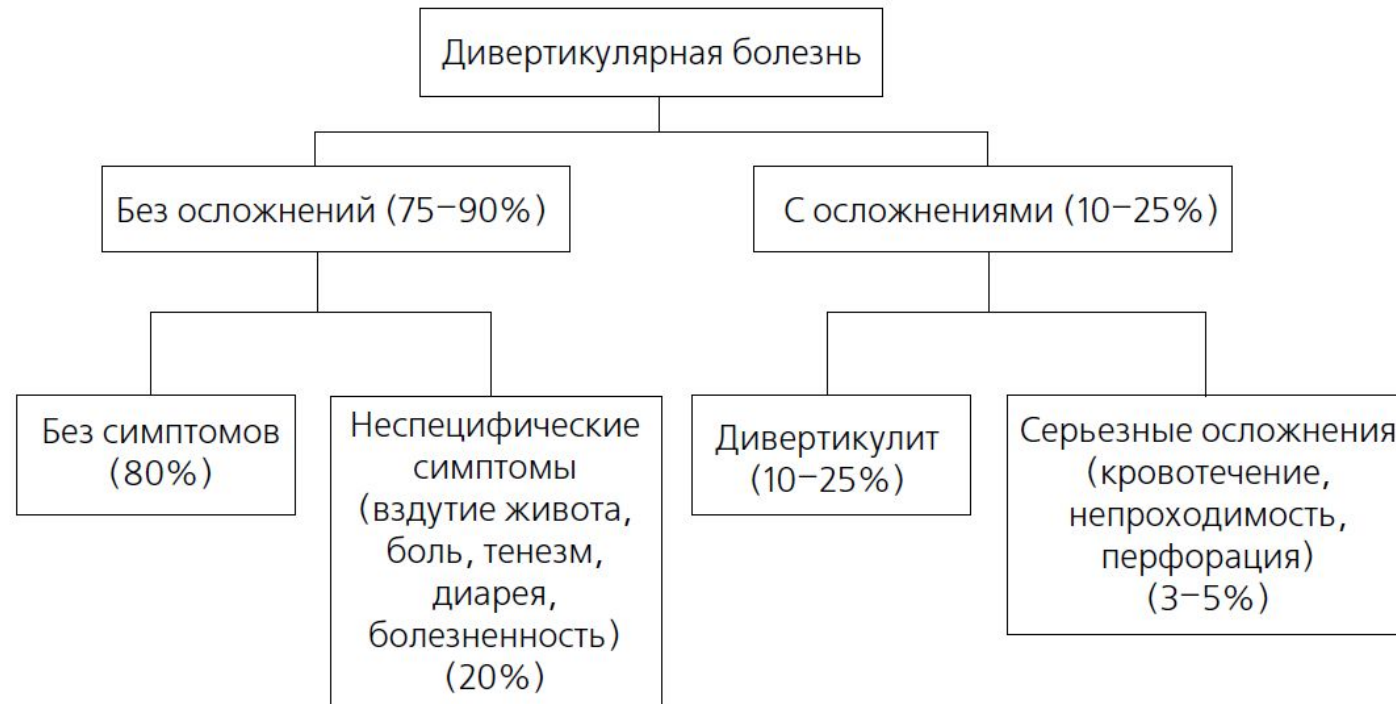 Дивертикулярная болезнь
Без осложнений (75–90%)
С осложнениями (10–25%)
Без симптомов
(80%)
Неспецифические
симптомы
(вздутие живота,
боль, тенезм,
диарея,
болезненность)
(20%)
Дивертикулит
(10–25%)
Серьезные осложнения
(кровотечение,
непроходимость,
перфорация)
(3–5%)